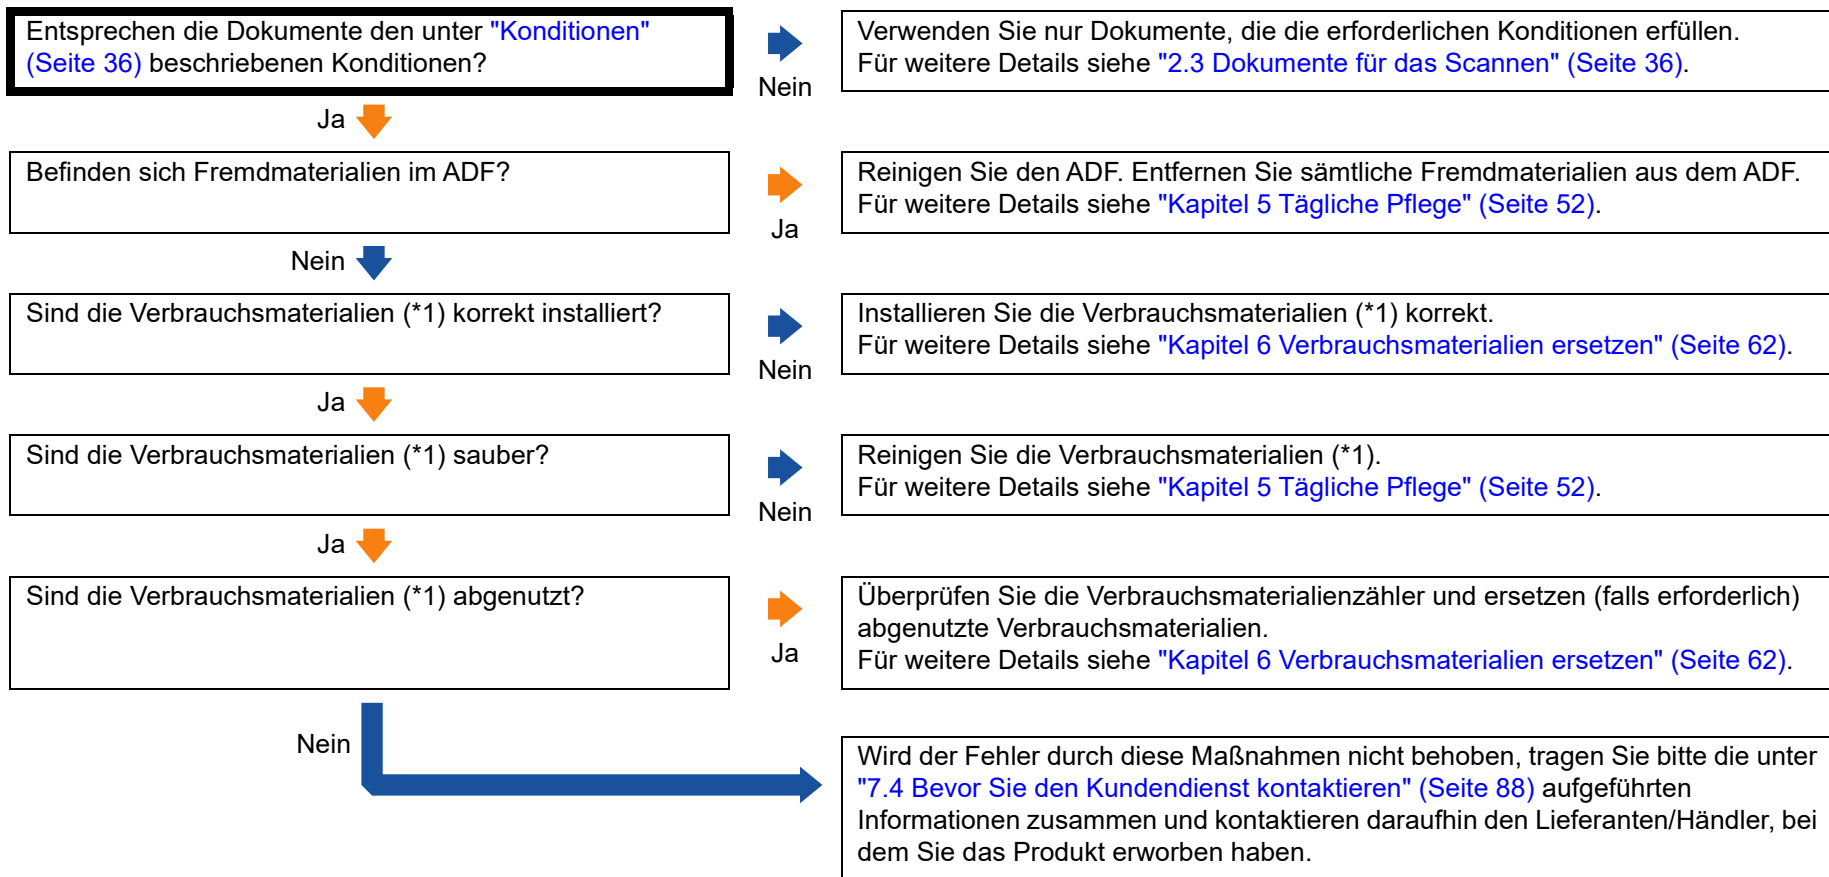 Entsprechen die Dokumente den unter "Konditionen"
(Seite 36) beschriebenen Konditionen?
Nein
Verwenden Sie nur Dokumente, die die erforderlichen Konditionen erfüllen.
Für weitere Details siehe "2.3 Dokumente für das Scannen" (Seite 36).
Ja
Befinden sich Fremdmaterialien im ADF?
Ja
Reinigen Sie den ADF. Entfernen Sie sämtliche Fremdmaterialien aus dem ADF.
Für weitere Details siehe "Kapitel 5 Tägliche Pflege" (Seite 52).
Nein
Sind die Verbrauchsmaterialien (*1) korrekt installiert?
Nein
Installieren Sie die Verbrauchsmaterialien (*1) korrekt.
Für weitere Details siehe "Kapitel 6 Verbrauchsmaterialien ersetzen" (Seite 62).
Ja
Sind die Verbrauchsmaterialien (*1) sauber?
Nein
Reinigen Sie die Verbrauchsmaterialien (*1).
Für weitere Details siehe "Kapitel 5 Tägliche Pflege" (Seite 52).
Ja
Sind die Verbrauchsmaterialien (*1) abgenutzt?
Ja
Überprüfen Sie die Verbrauchsmaterialienzähler und ersetzen (falls erforderlich)
abgenutzte Verbrauchsmaterialien.
Für weitere Details siehe "Kapitel 6 Verbrauchsmaterialien ersetzen" (Seite 62).
Nein
Wird der Fehler durch diese Maßnahmen nicht behoben, tragen Sie bitte die unter
"7.4 Bevor Sie den Kundendienst kontaktieren" (Seite 88) aufgeführten
Informationen zusammen und kontaktieren daraufhin den Lieferanten/Händler, bei
dem Sie das Produkt erworben haben.